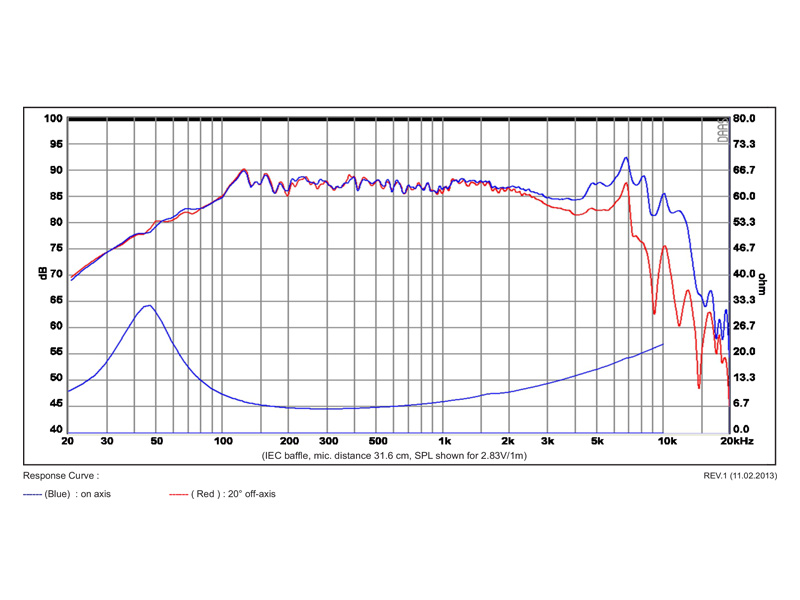 100 80.0
95 73.3
90 66.7
85 60.0
80 53.3
75 46.7
70 40.0
dB ohm
65 33.3
60 26.7
55 20.0
50 13.3
45 6.7
40 0.0
20 30 50 100 200 300 500 1k 2k 3k 5k 10k 20kHz
(IEC baffle, mic. distance 31.6 cm, SPL shown for 2.83V/1m)
DAAS
Response Curve : REV.1 (11.02.2013)
(Blue) : on axis ( Red ) : 20° off-axis